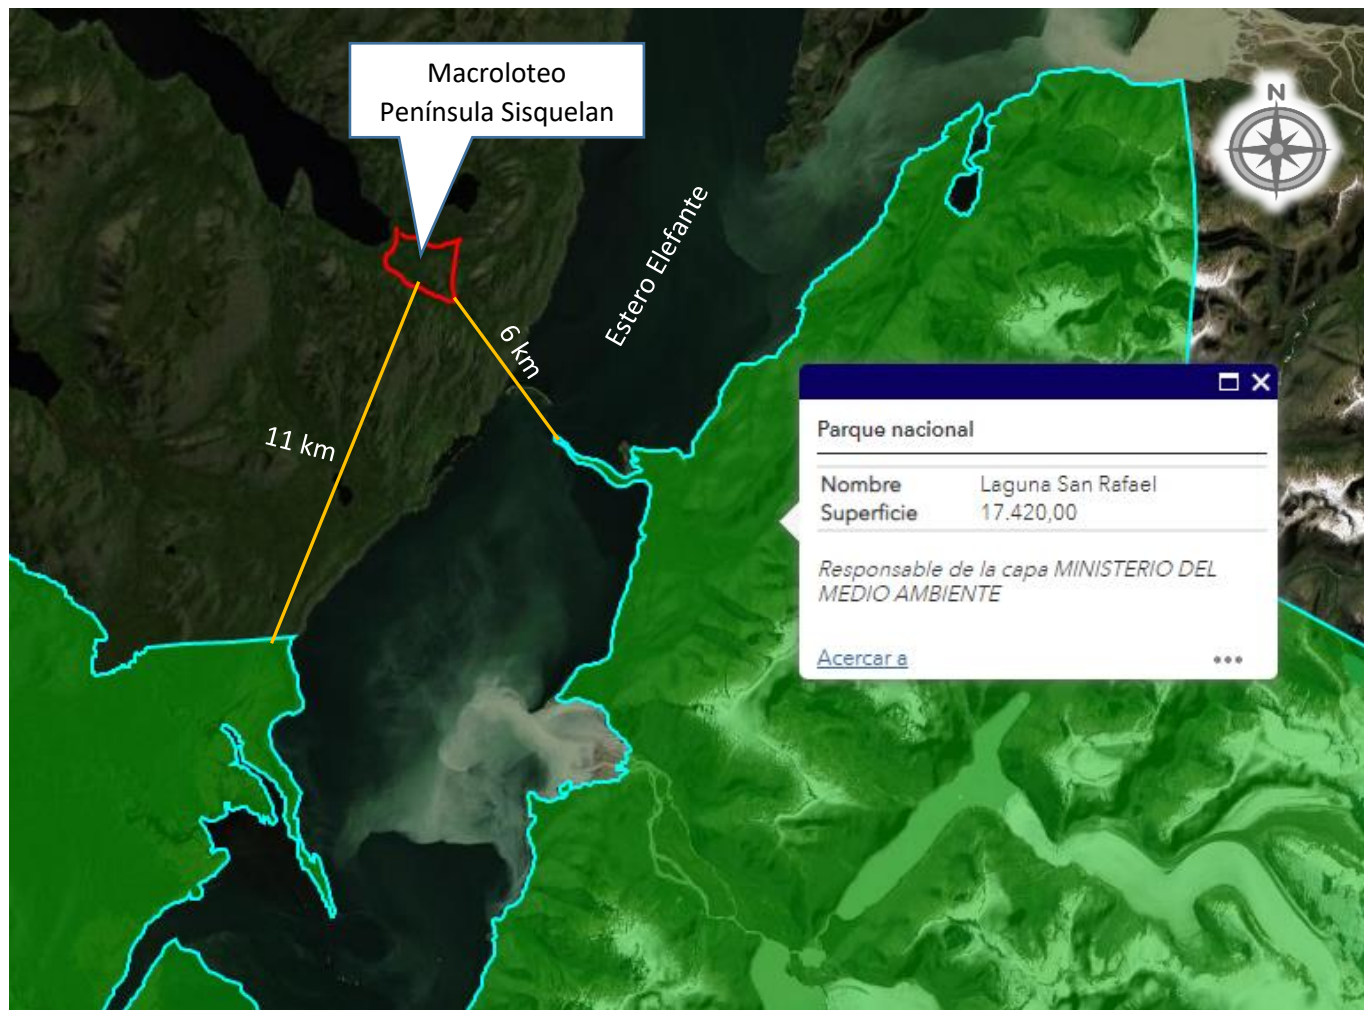 Macroloteo
Península Sisquelan
N
Estero Elefante
6 km
11 km
Parque nacional
Nombre Laguna San Rafael
Superficie 17.420,00
Responsable de la capa MINISTERIO DEL
MEDIO AMBIENTE
Acercar a